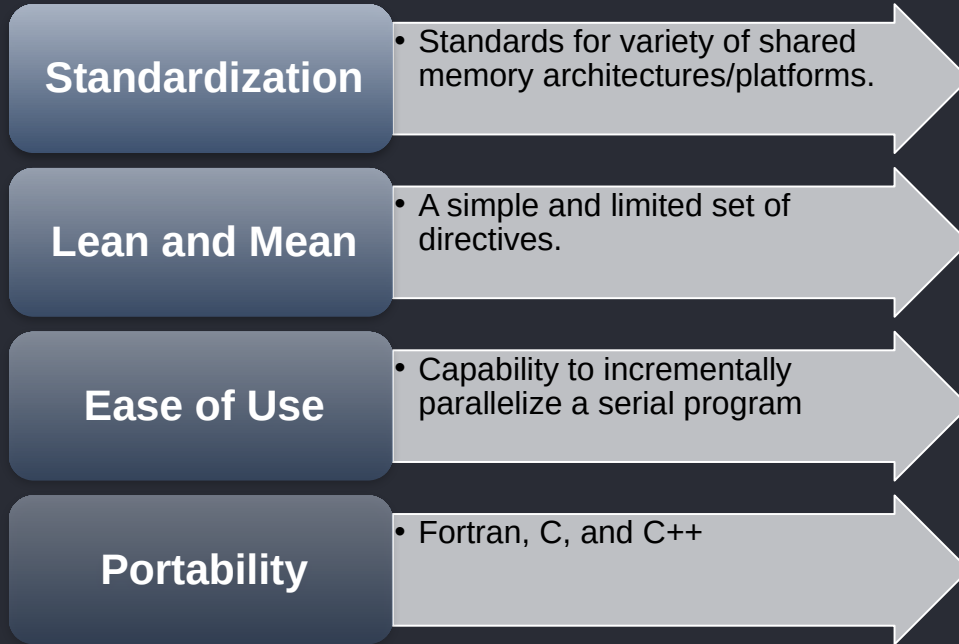 Standardization
• Standards for variety of shared
memory architectures/platforms.
Lean and Mean
• A simple and limited set of
directives.
Ease of Use
• Capability to incrementally
parallelize a serial program
Portability
• Fortran, C, and C++